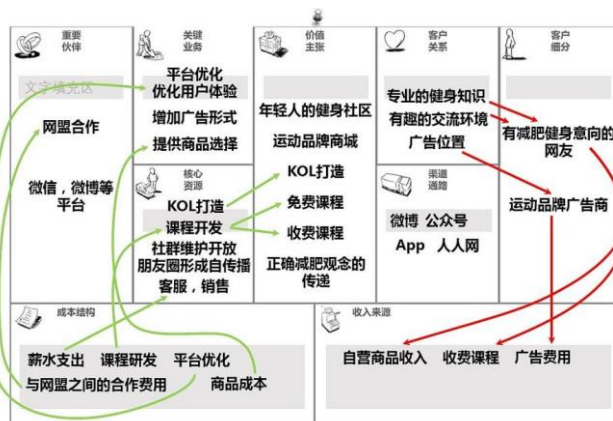 重要
伙伴
文字填充区
网盟合作
微信，微博等
平台
关键
业务
平台优化
优化用户体验
增加广告形式
提供商品选择
核心
资源
KOL打造
课程开发
社群维护开放
朋友圈形成自传播
客服，销售
价值
主张
年轻人的健身社区
运动品牌商城
KOL打造
免费课程
收费课程
正确减肥观念的
传递
客户
关系
专业的健身知识
有趣的交流环境
广告位置
渠道
通路
微博 公众号
App 人人网
客户
细分
有减肥健身意向的
网友
运动品牌广告商
成本结构
薪水支出 课程研发 平台优化
与网盟之间的合作费用 商品成本
收入来源
自营商品收入 收费课程 广告费用